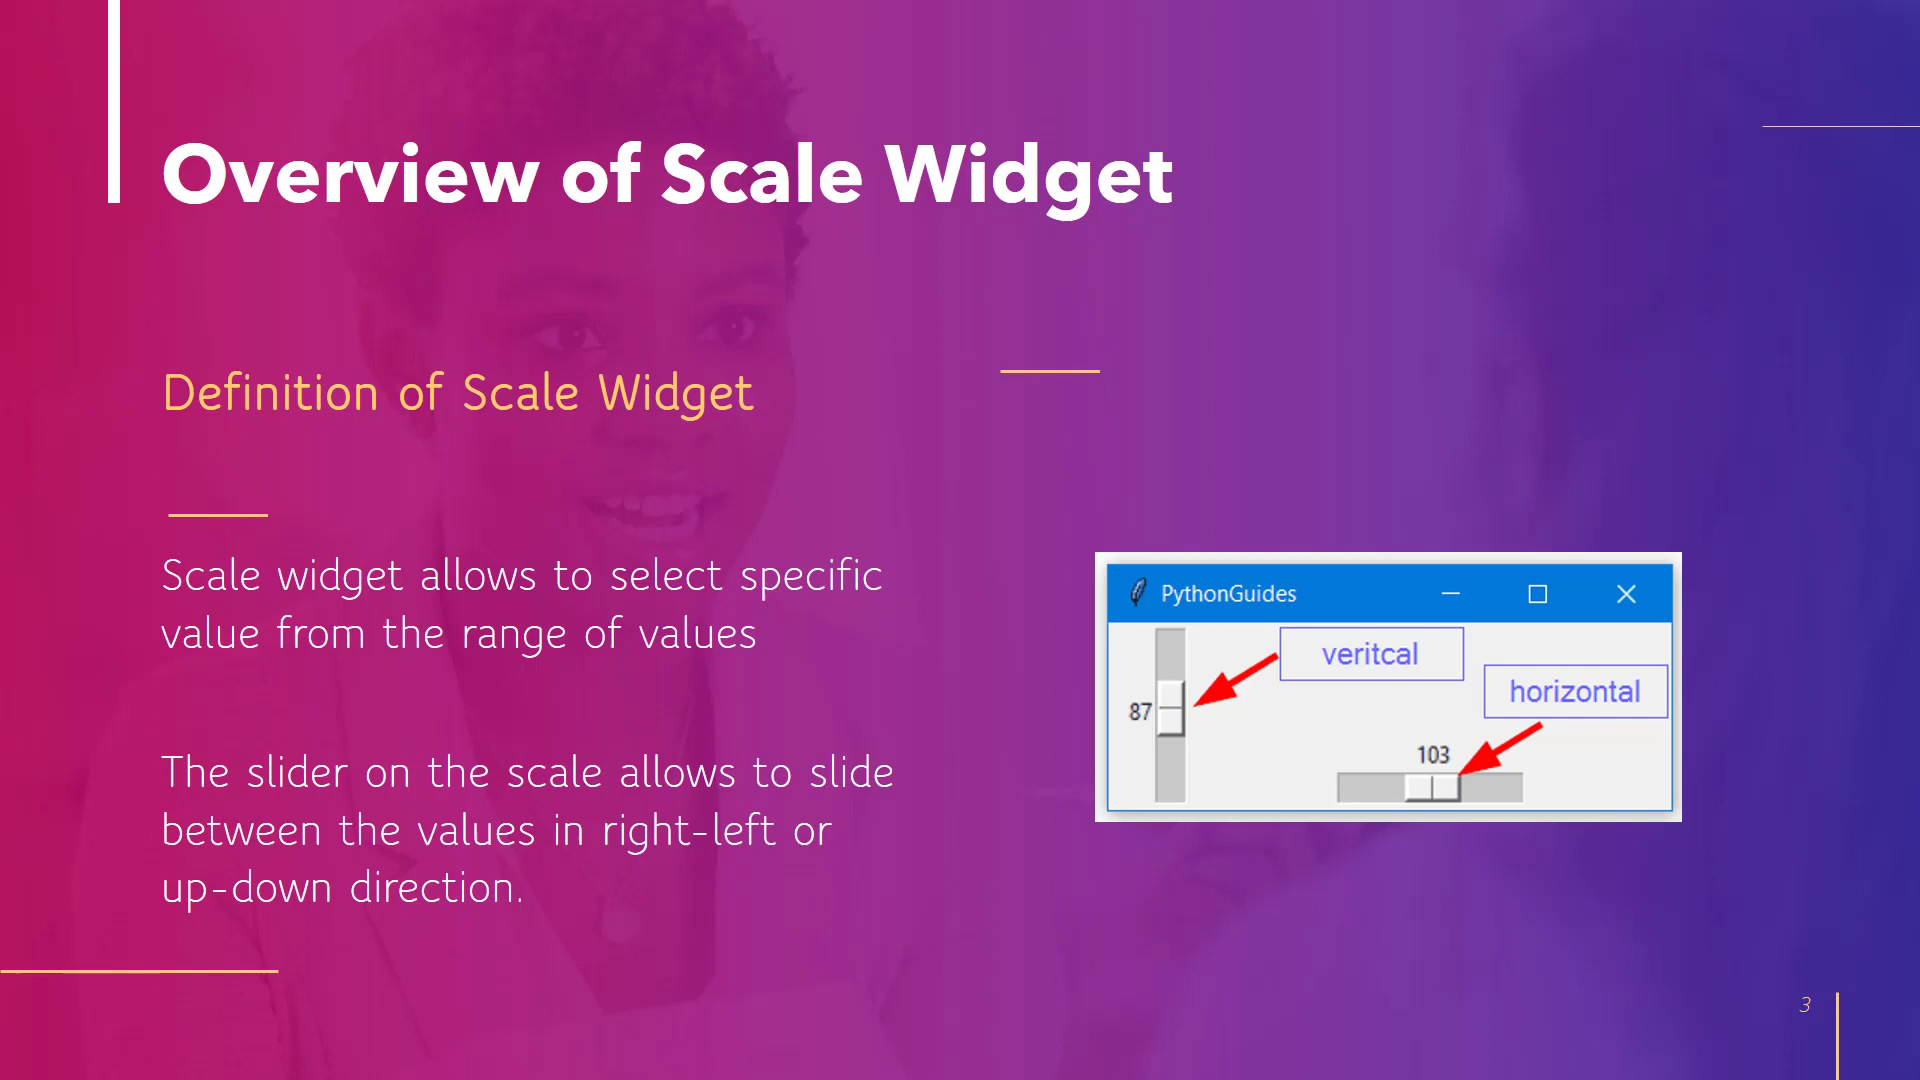 Overview of Scale Widget
Definition of Scale Widget
Scale widget allows to select specific
value from the range of values
The slider on the scale allows to slide
between the values in right-left or
up-down direction.
PythonGuides
veritcal
horizontal
87
103
3